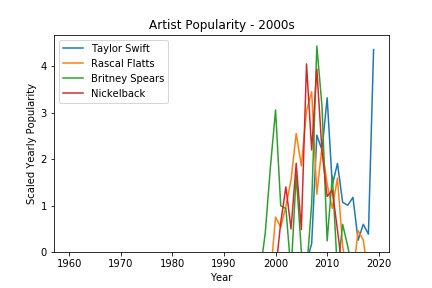 Artist Popularity - 2000s
Taylor Swift
Rascal Flatts
Britney Spears
Nickelback
Scaled Yearly Popularity
4
3
2
1
0
1960 1970 1980 1990 2000 2010 2020
Year